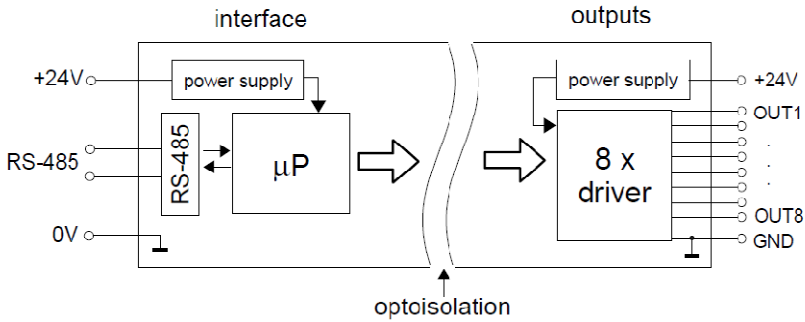 interface
outputs
+24V
power supply
power supply
+24V
RS-485
RS-485
µP
8 x
driver
OUT1
.
.
OUT8
0V
GND
optoisolation